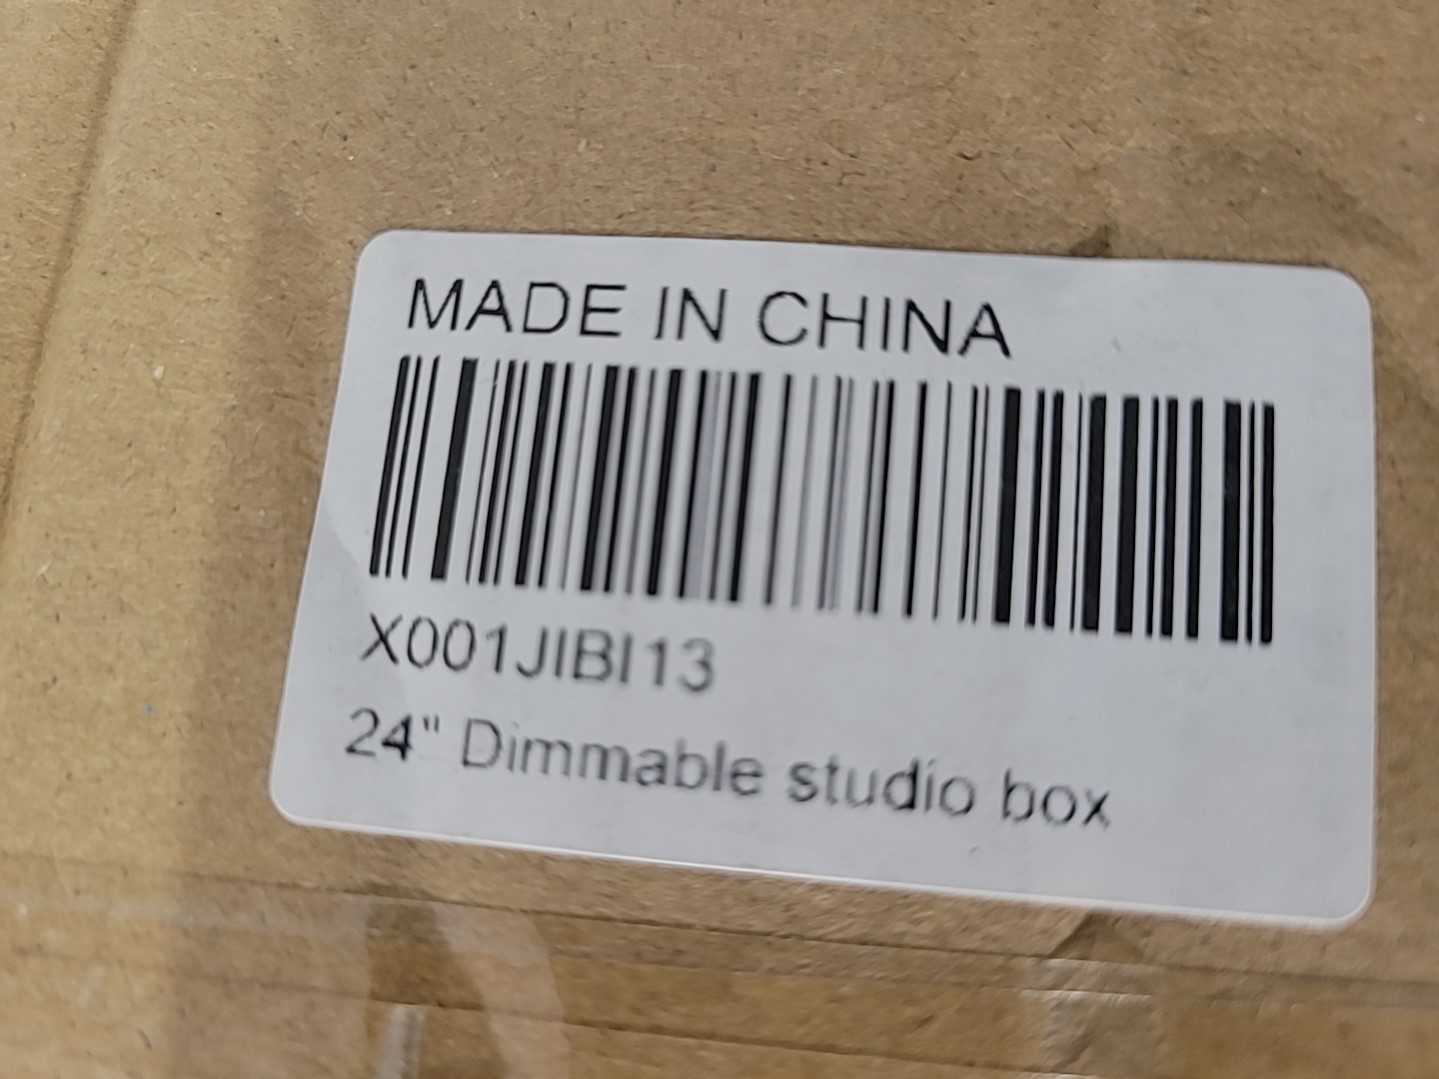 MADE IN CHINA
X001JIBI13
24" Dimmable studio box